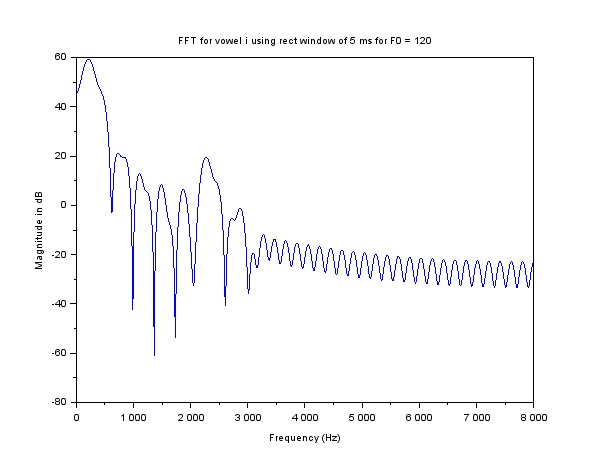 FFT for vowel i using rect window of 5 ms for F0 = 120
60
40
20
0
-20
-40
-60
-80
Magnitude in dB
0 1 000 2 000 3 000 4 000 5 000 6 000 7 000 8 000
Frequency (Hz)